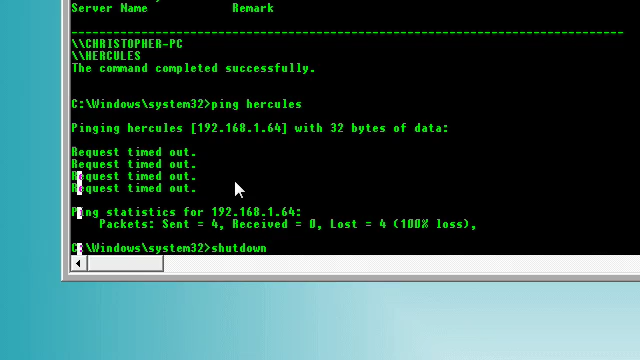 Server Name Remark
-------------------------------------------------------------------------------
\\CHRISTOPHER-PC
\\HERCULES
The command completed successfully.
C:\Windows\system32>ping hercules
Pinging hercules [192.168.1.64] with 32 bytes of data:
Request timed out.
Request timed out.
Request timed out.
Request timed out.
Ping statistics for 192.168.1.64:
Packets: Sent = 4, Received = 0, Lost = 4 (100% loss),
C:\Windows\system32>shutdown